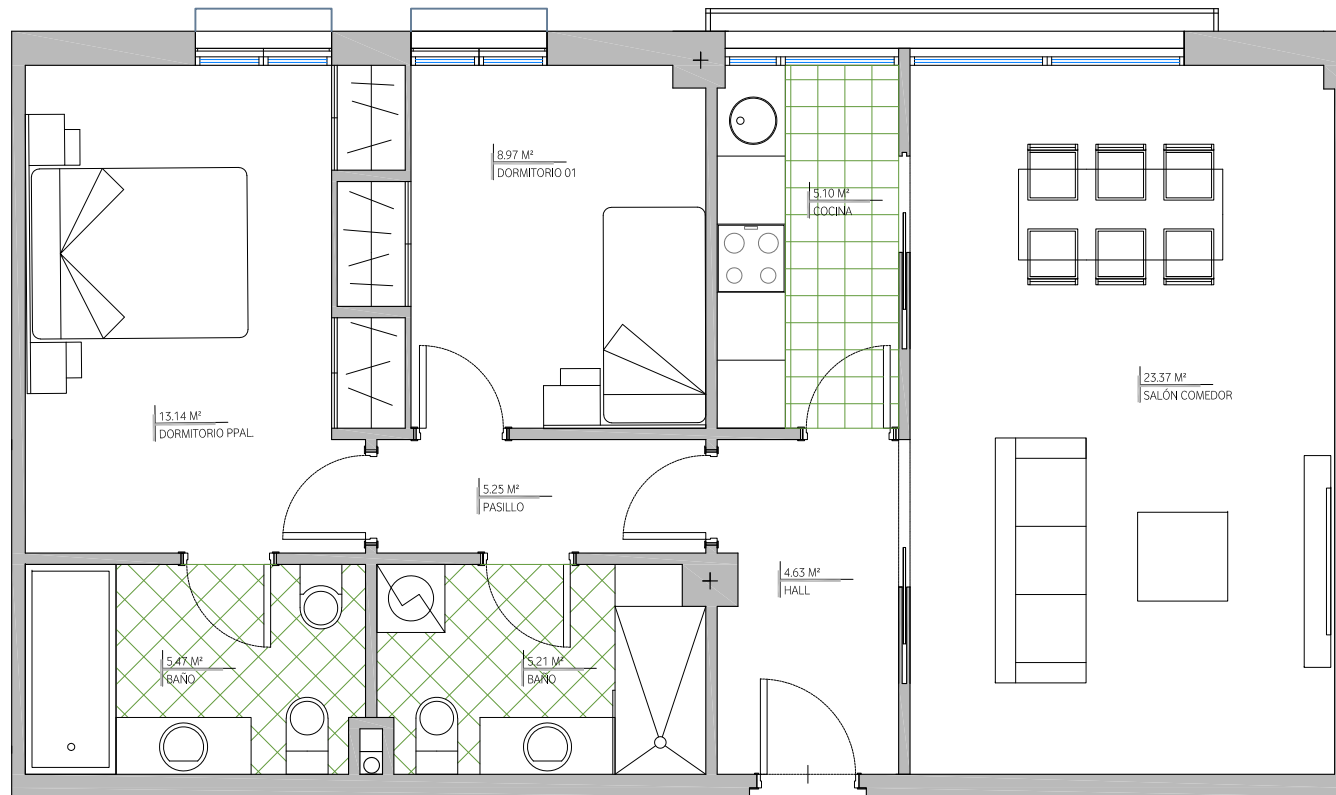 8.97 M²
DORMITORIO 01
5.10 M²
COCINA
23.37 M²
SALÓN COMEDOR
13.14 M²
DORMITORIO PPAL
5.25 M²
PASILLO
4.63 M²
HALL
5.47 M²
BAÑO
5.21 M²
BAÑO